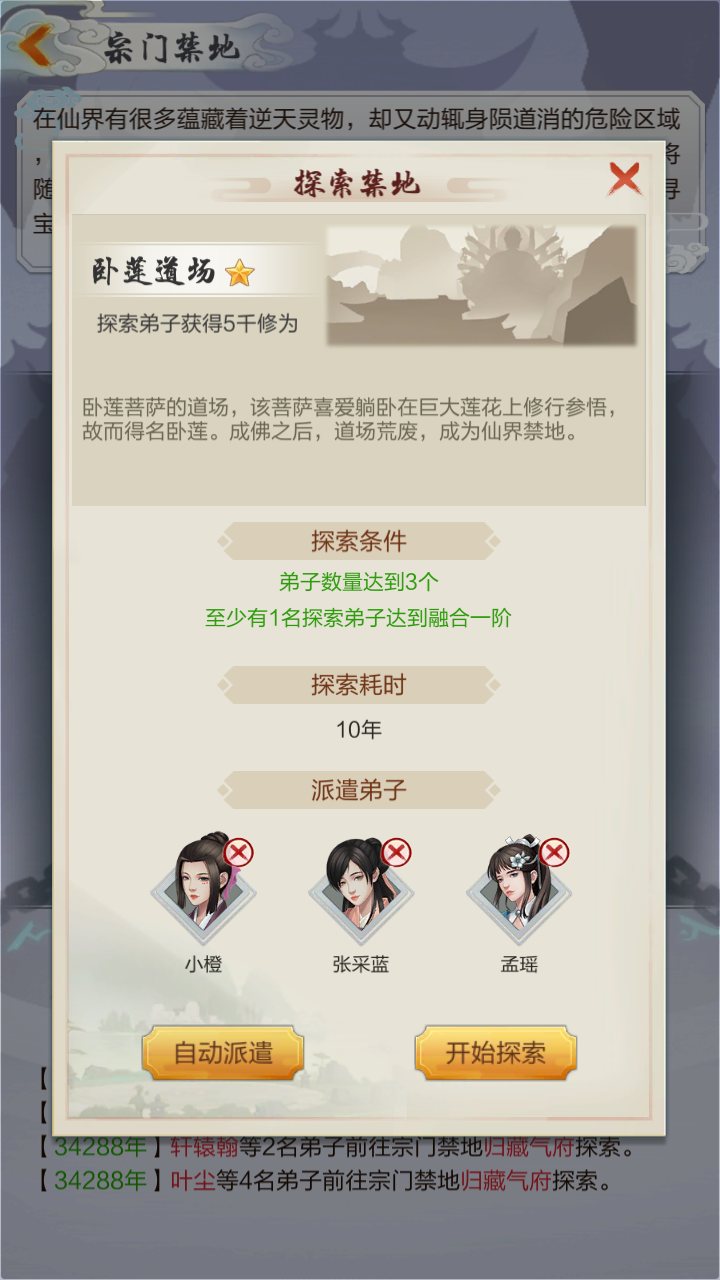 宗门禁地
在仙界有很多蕴藏着逆天灵物，却又动辄身陨道消的危险区域
，
将
随
寻
宝
探索禁地
卧莲道场
探索弟子获得5千修为
卧莲菩萨的道场，该菩萨喜爱躺卧在巨大莲花上修行参悟，
故而得名卧莲。成佛之后，道场荒废，成为仙界禁地。
探索条件
弟子数量达到3个
至少有1名探索弟子达到融合一阶
探索耗时
10年
派遣弟子
小橙
张采蓝
孟瑶
自动派遣
开始探索
【
【
【34288年】轩辕翰等2名弟子前往宗门禁地归藏气府探索。
【34288年】叶尘等4名弟子前往宗门禁地归藏气府探索。